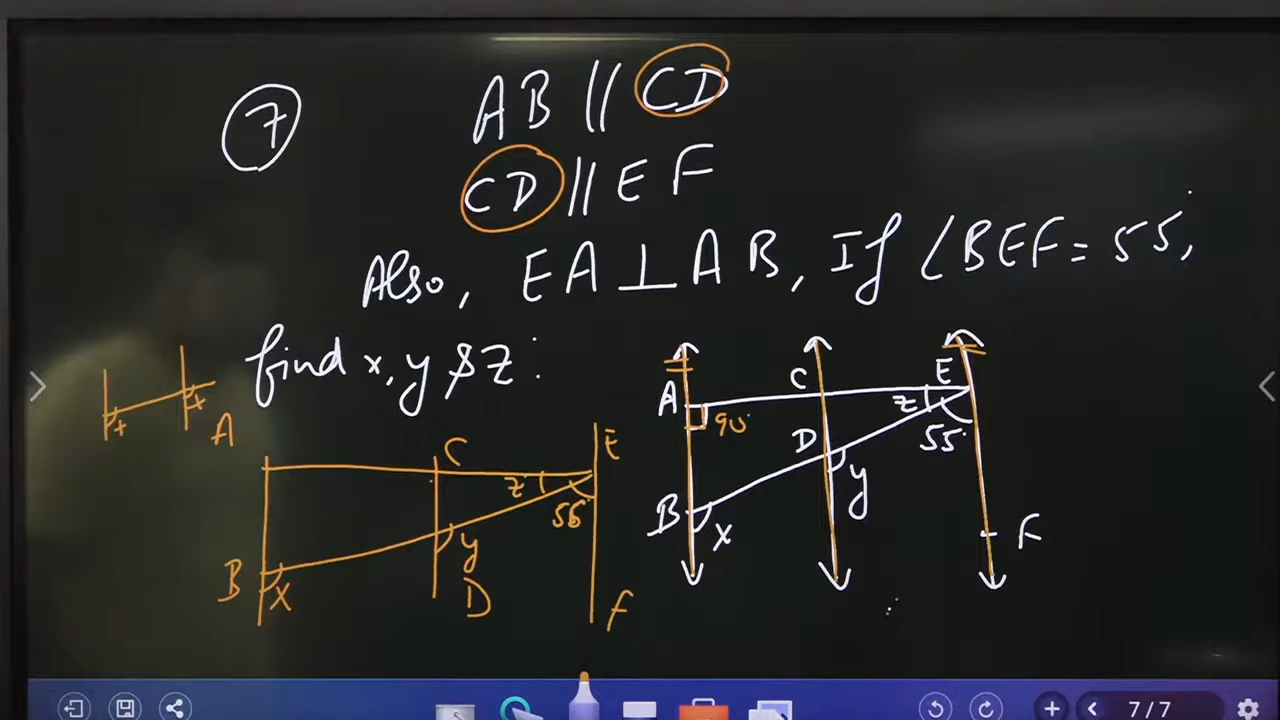 7
AB || CD
CD || EF
Also, EA ⊥ AB, If ∠BEF = 55°,
find x, y & z:
x
x
A
B
x
C
y
D
z
55°
E
F
A
90°
B
x
C
D
y
E
z
55°
F
7/7